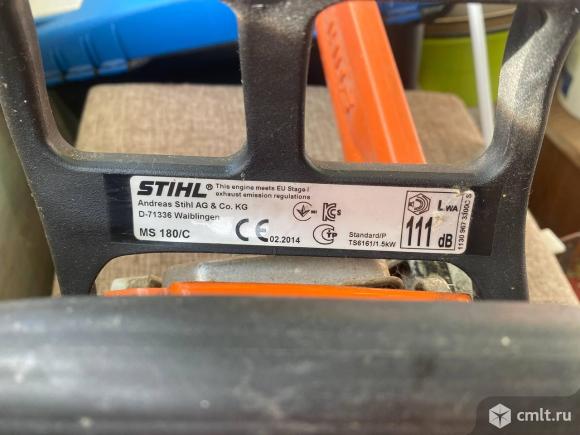 STIHL® This engine meets EU Stage I
exhaust emission regulations
Andreas Stihl AG & Co. KG
D-71336 Waiblingen
MS 180/C
CE 02.2014
Standard/P
TS6161/1.5kW
LWA
111
dB
cmlt.ru